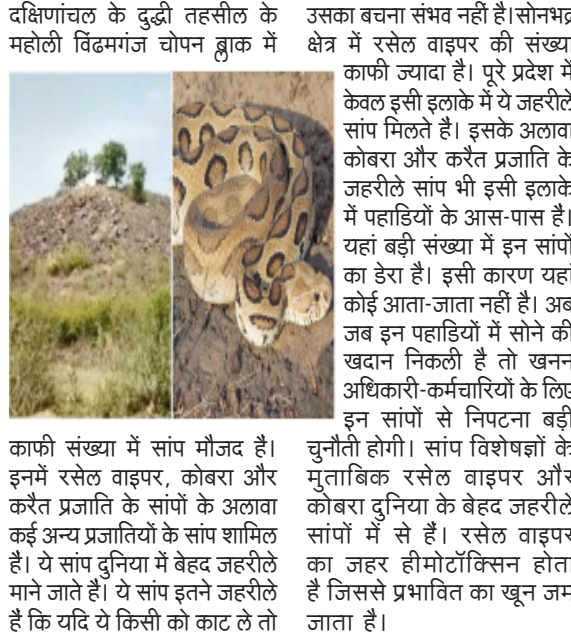 दक्षिणांचल के दुद्धी तहसील के
महोली विंढमगंज चोपन ब्लाक में
काफी संख्या में सांप मौजद है।
इनमें रसेल वाइपर, कोबरा और
करैत प्रजाति के सांपों के अलावा
कई अन्य प्रजातियों के सांप शामिल
हैं। ये सांप दुनिया में बेहद जहरीले
माने जाते है। ये सांप इतने जहरीले
हैं कि यदि ये किसी को काट ले तो
उसका बचना संभव नहीं है।सोनभद्र
क्षेत्र में रसेल वाइपर की संख्या
काफी ज्यादा है। पूरे प्रदेश में
केवल इसी इलाके में ये जहरीले
सांप मिलते है। इसके अलावा
कोबरा और करैत प्रजाति के
जहरीले सांप भी इसी इलाके
में पहाडियों के आस-पास है।
यहां बड़ी संख्या में इन सांपों
का डेरा है। इसी कारण यहां
कोई आता-जाता नहीं है। अब
जब इन पहाडियों में सोने की
खदान निकली है तो खनन
अधिकारी-कर्मचारियों के लिए
इन सांपों से निपटना बड़ी
चुनौती होगी। सांप विशेषज्ञों के
मुताबिक रसेल वाइपर और
कोबरा दुनिया के बेहद जहरीले
सांपों में से हैं। रसेल वाइपर
का जहर हीमोटॉक्सिन होता
है जिससे प्रभावित का खून जम
जाता है।